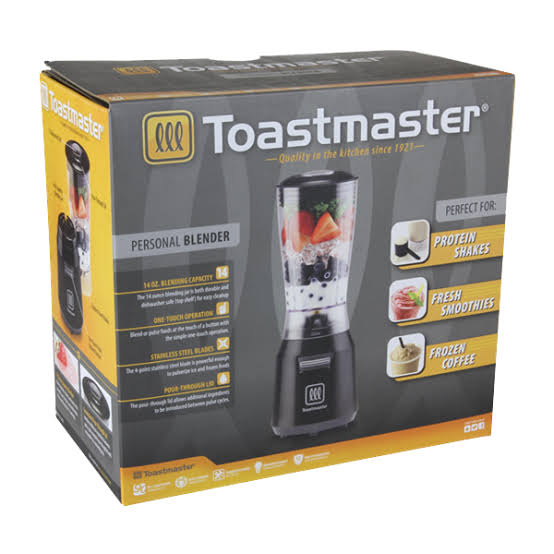 Toastmaster®
Quality in the kitchen since 1921
PERSONAL BLENDER
PERFECT FOR:
PROTEIN
SHAKES
FRESH
SMOOTHIES
FROZEN
COFFEE
14 OZ. BLENDING CAPACITY 14
The 14 ounce blending jar is both durable and
dishwasher safe (top shelf) for easy cleanup
ONE-TOUCH OPERATION
Blend or pulse foods at the touch of a button with
the simple one-touch operation.
STAINLESS STEEL BLADES
The 4-point stainless steel blade is powerful enough
to pulverize ice and frozen foods
POUR-THROUGH LID
The pour-through lid allows additional ingredients
to be introduced between pulse cycles.
Toastmaster
Toastmaster